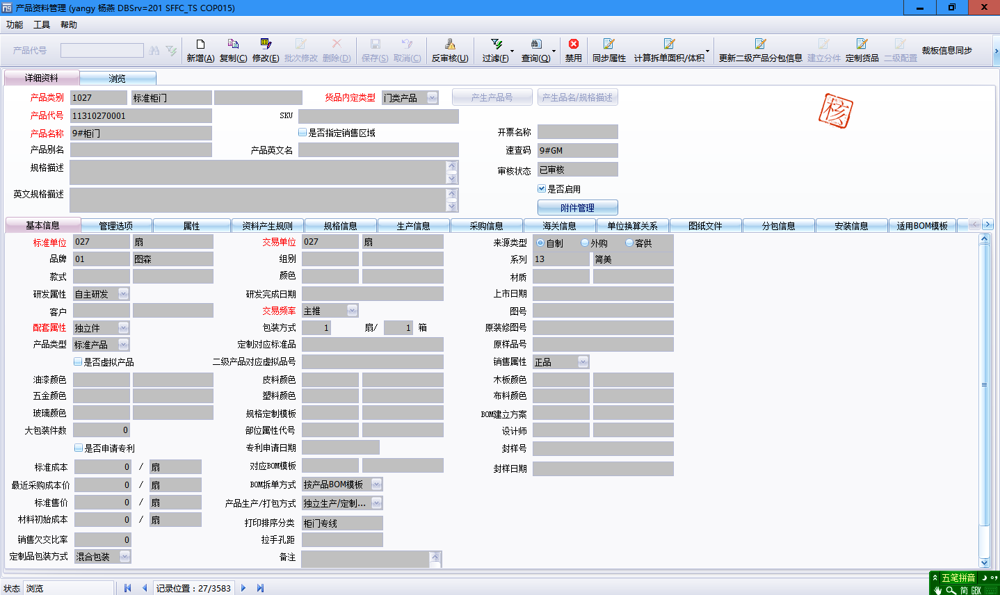 产品资料管理 (yangy 杨燕 DBSrv=201 SFFC_TS COP015)
功能 工具 帮助
产品代号 新增(A) 复制(C) 修改(E) 批次修改 删除(D) 保存(S) 取消(C) 反审核(U) 过滤(F) 查询(Q) 禁用 同步属性 计算拆单面积/体积 更新二级产品分包信息 建立分件 定制货品 二级配置 裁板信息同步
详细资料 浏览
产品类别 1027 标准柜门 货品内定类型 门类产品 产生产品号 产生品名/规格描述
核
产品代号 11310270001 SKU
产品名称 9#柜门 是否指定销售区域 开票名称
产品别名 产品英文名 速查码 9#GM
规格描述 审核状态 已审核
英文规格描述 是否启用
附件管理
基本信息 管理选项 属性 资料产生规则 规格信息 生产信息 采购信息 海关信息 单位换算关系 图纸文件 分包信息 安装信息 适用BOM模板
标准单位 027 扇 交易单位 027 扇 来源类型 自制 外购 客供
品牌 01 图森 组别 系列 13 简美
款式 颜色 材质
研发属性 自主研发 研发完成日期 上市日期
客户 交易频率 主推 图号
配套属性 独立件 包装方式 1 扇/ 1 箱 原装修图号
产品类型 标准产品 定制对应标准品 原样品号
是否虚拟产品 二级产品对应虚拟品号 销售属性 正品
油漆颜色 皮料颜色 木板颜色
五金颜色 塑料颜色 布料颜色
玻璃颜色 规格定制模板 BOM建立方案
大包装件数 0 部位属性代号 设计师
是否申请专利 专利申请日期 封样号
标准成本 0 / 扇 对应BOM模板 封样日期
最近采购成本价 0 / 扇 BOM拆单方式 按产品BOM模板
标准售价 0 / 扇 产品生产/打包方式 独立生产/定制...
材料初始成本 0 / 扇 打印排序分类 柜门专线
销售欠交比率 0 拉手孔距
定制品包装方式 混合包装 备注
状态 浏览 记录位置：27/3583
五笔拼音
简 GBK